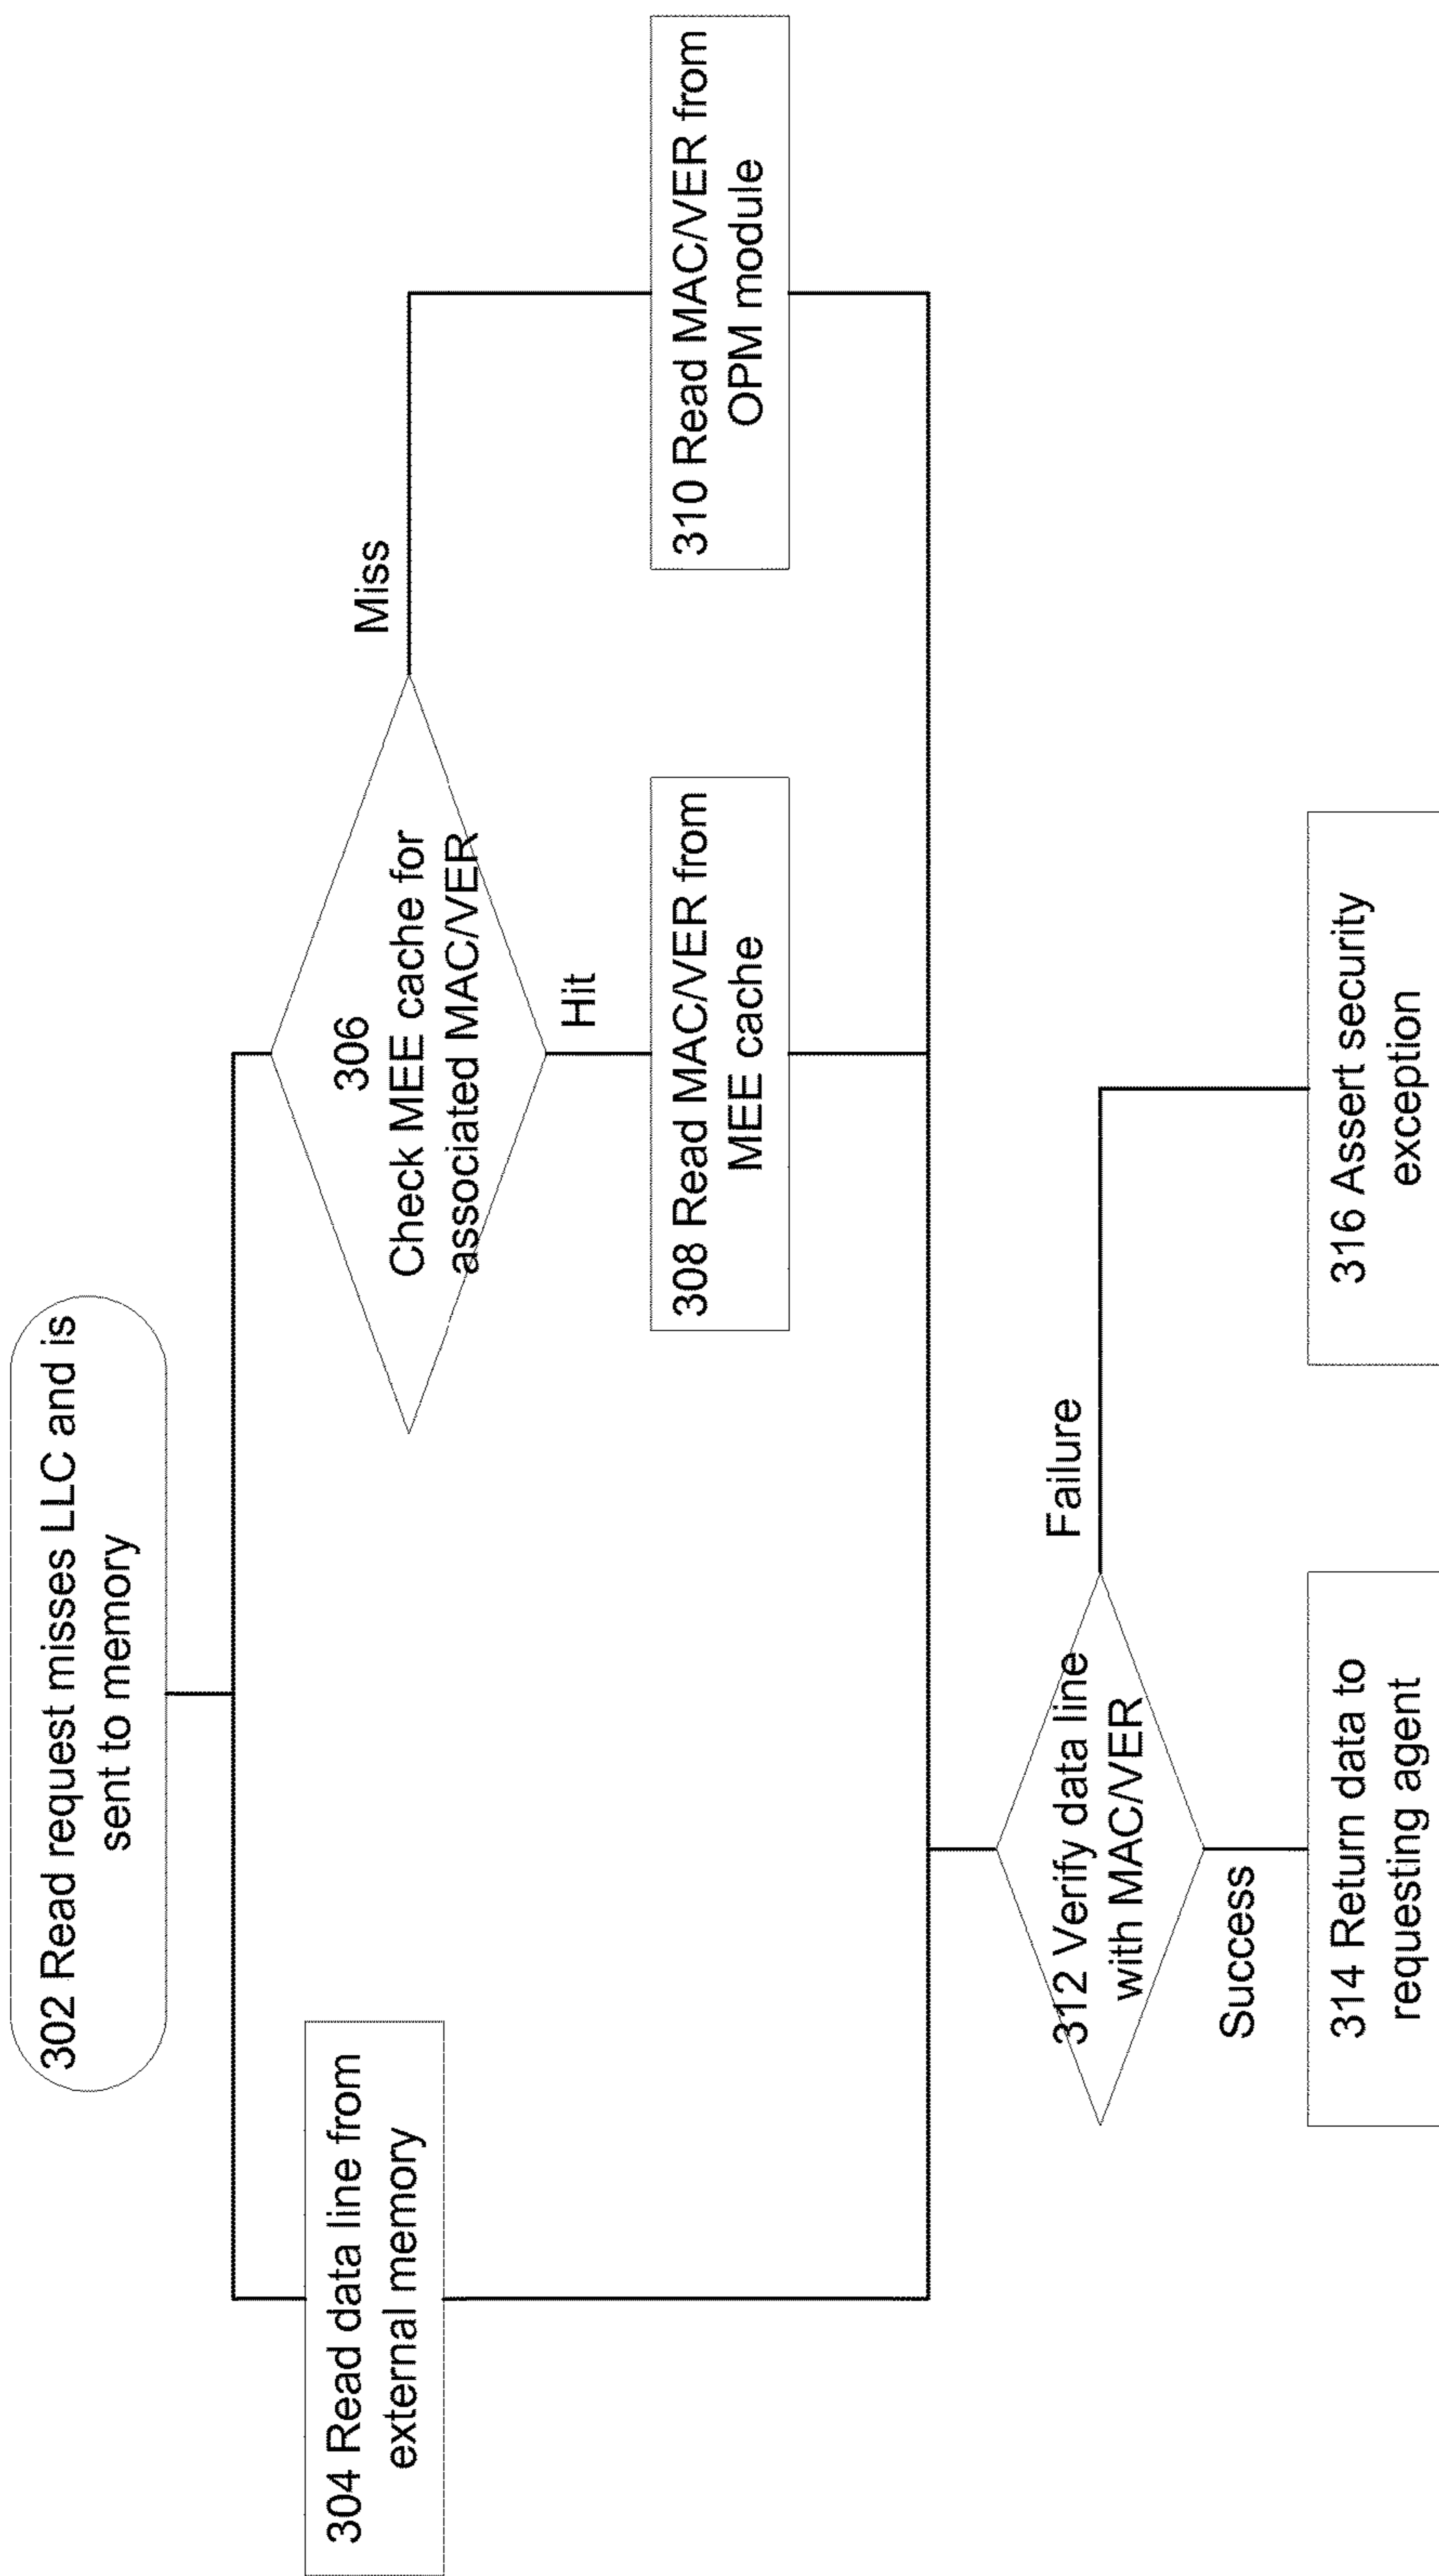 302 Read request misses LLC and is
sent to memory
304 Read data line from
external memory
306
Check MEE cache for
associated MAC/VER
Miss
Hit
308 Read MAC/VER from
MEE cache
310 Read MAC/VER from
OPM module
312 Verify data line
with MAC/VER
Failure
Success
314 Return data to
requesting agent
316 Assert security
exception